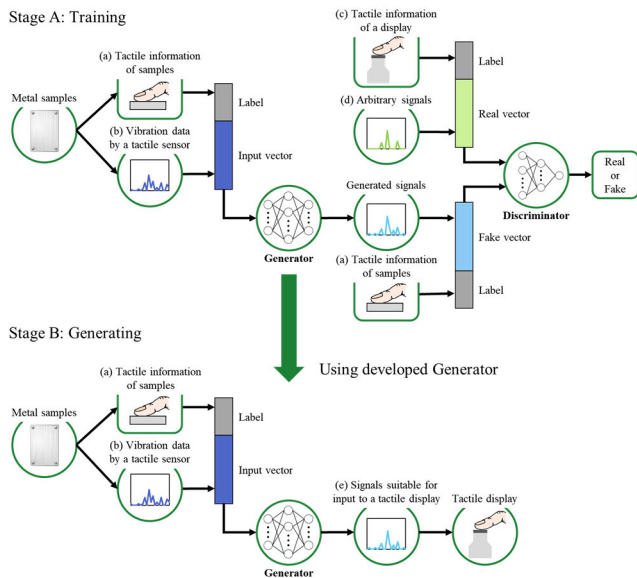 Stage A: Training
(c) Tactile information
of a display
(a) Tactile information
of samples
Label
Metal samples
Label
(d) Arbitrary signals
Real vector
(b) Vibration data
by a tactile sensor
Input vector
Real
or
Fake
Generated signals
Discriminator
Fake vector
Generator
(a) Tactile information
of samples
Label
Stage B: Generating
Using developed Generator
(a) Tactile information
of samples
Label
Metal samples
(b) Vibration data
by a tactile sensor
Input vector
(e) Signals suitable for
input to a tactile display
Tactile display
Generator